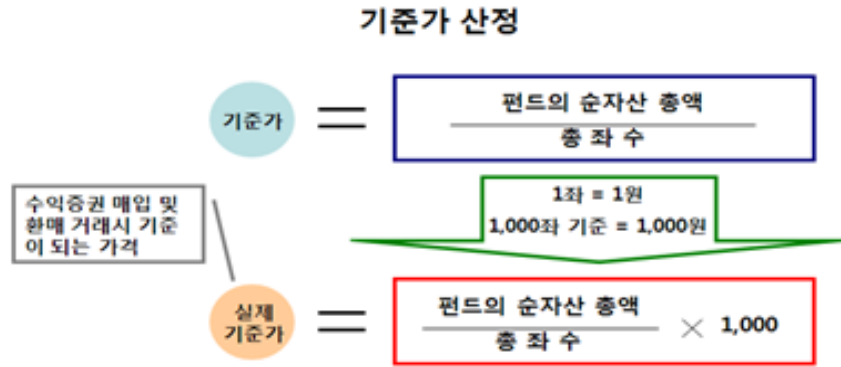 기준가 산정
기준가
=
펀드의 순자산 총액
총 좌 수
1좌 = 1원
1,000좌 기준 = 1,000원
수익증권 매입 및
환매 거래시 기준
이 되는 가격
실제
기준가
=
펀드의 순자산 총액
총 좌 수
× 1,000